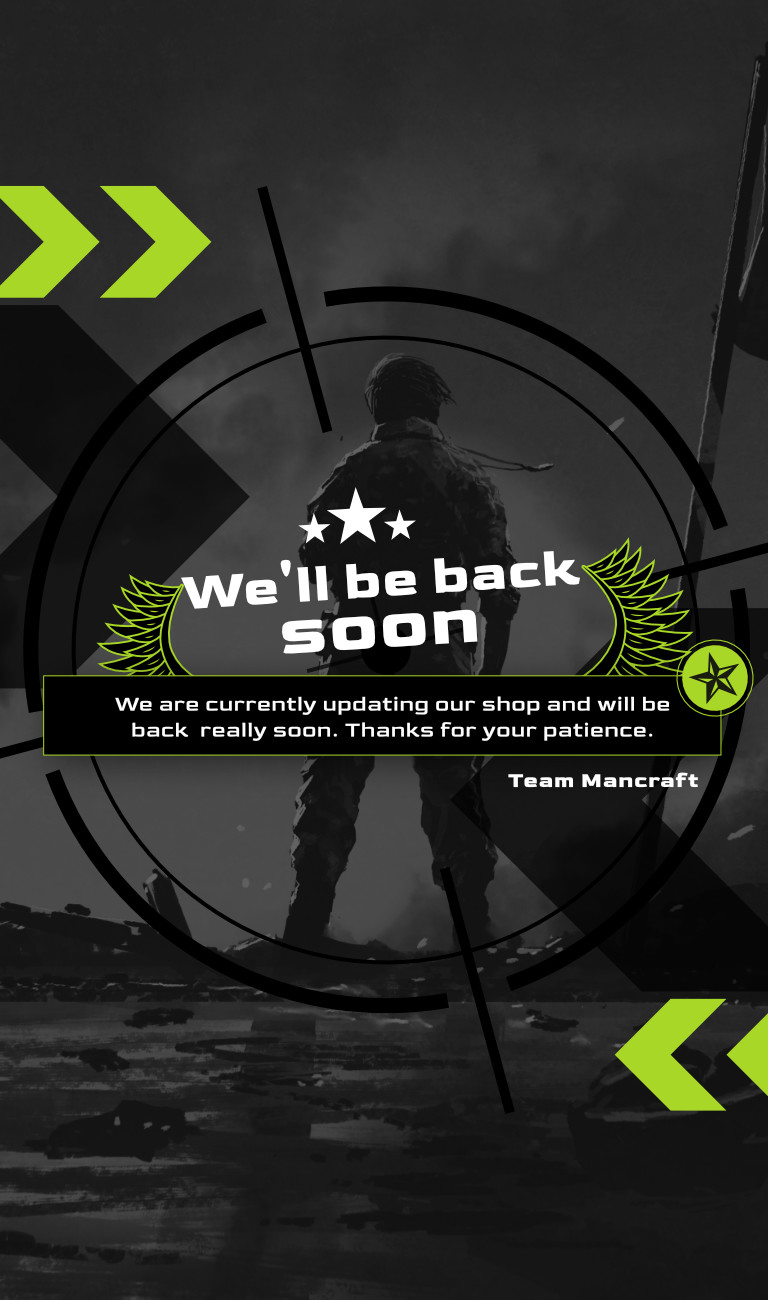 We'll be back
soon
We are currently updating our shop and will be
back  really soon. Thanks for your patience.
Team Mancraft